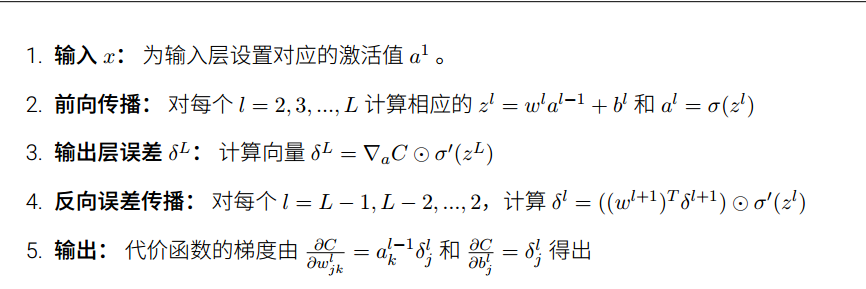 1. 输入 x： 为输入层设置对应的激活值 a¹ 。
2. 前向传播： 对每个 l = 2, 3, ..., L 计算相应的 zˡ = wˡaˡ⁻¹ + bˡ 和 aˡ = σ(zˡ)
3. 输出层误差 δᴸ： 计算向量 δᴸ = ∇ₐC ⊙ σ′(zᴸ)
4. 反向误差传播： 对每个 l = L − 1, L − 2, ..., 2，计算 δˡ = ((wˡ⁺¹)ᵀδˡ⁺¹) ⊙ σ′(zˡ)
5. 输出： 代价函数的梯度由 ∂C/∂wˡⱼₖ = aₖˡ⁻¹δⱼˡ 和 ∂C/∂bⱼˡ = δⱼˡ 得出